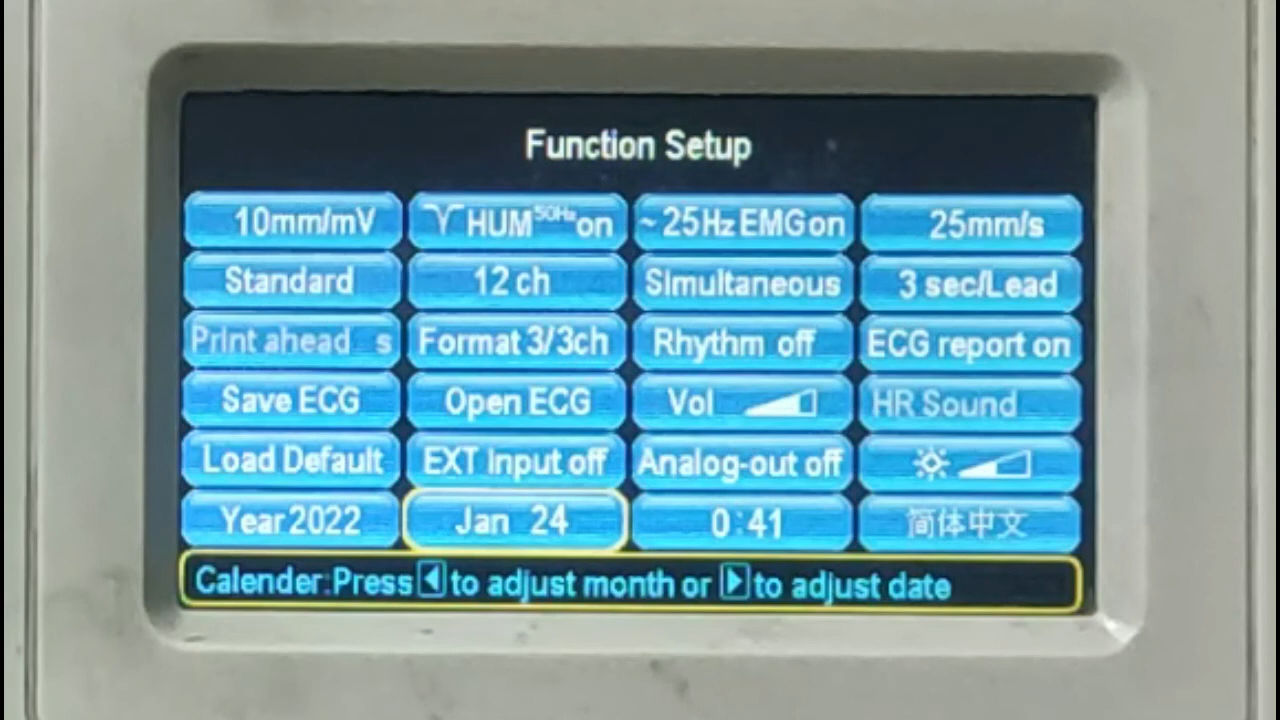 Function Setup
10mm/mV HUM 50Hz on ~25Hz EMG on 25mm/s
Standard 12 ch Simultaneous 3 sec/Lead
Print ahead s Format 3/3ch Rhythm off ECG report on
Save ECG Open ECG Vol HR Sound
Load Default EXT Input off Analog-out off
Year 2022 Jan 24 0:41 简体中文
Calender:Press ◀ to adjust month or ▶ to adjust date